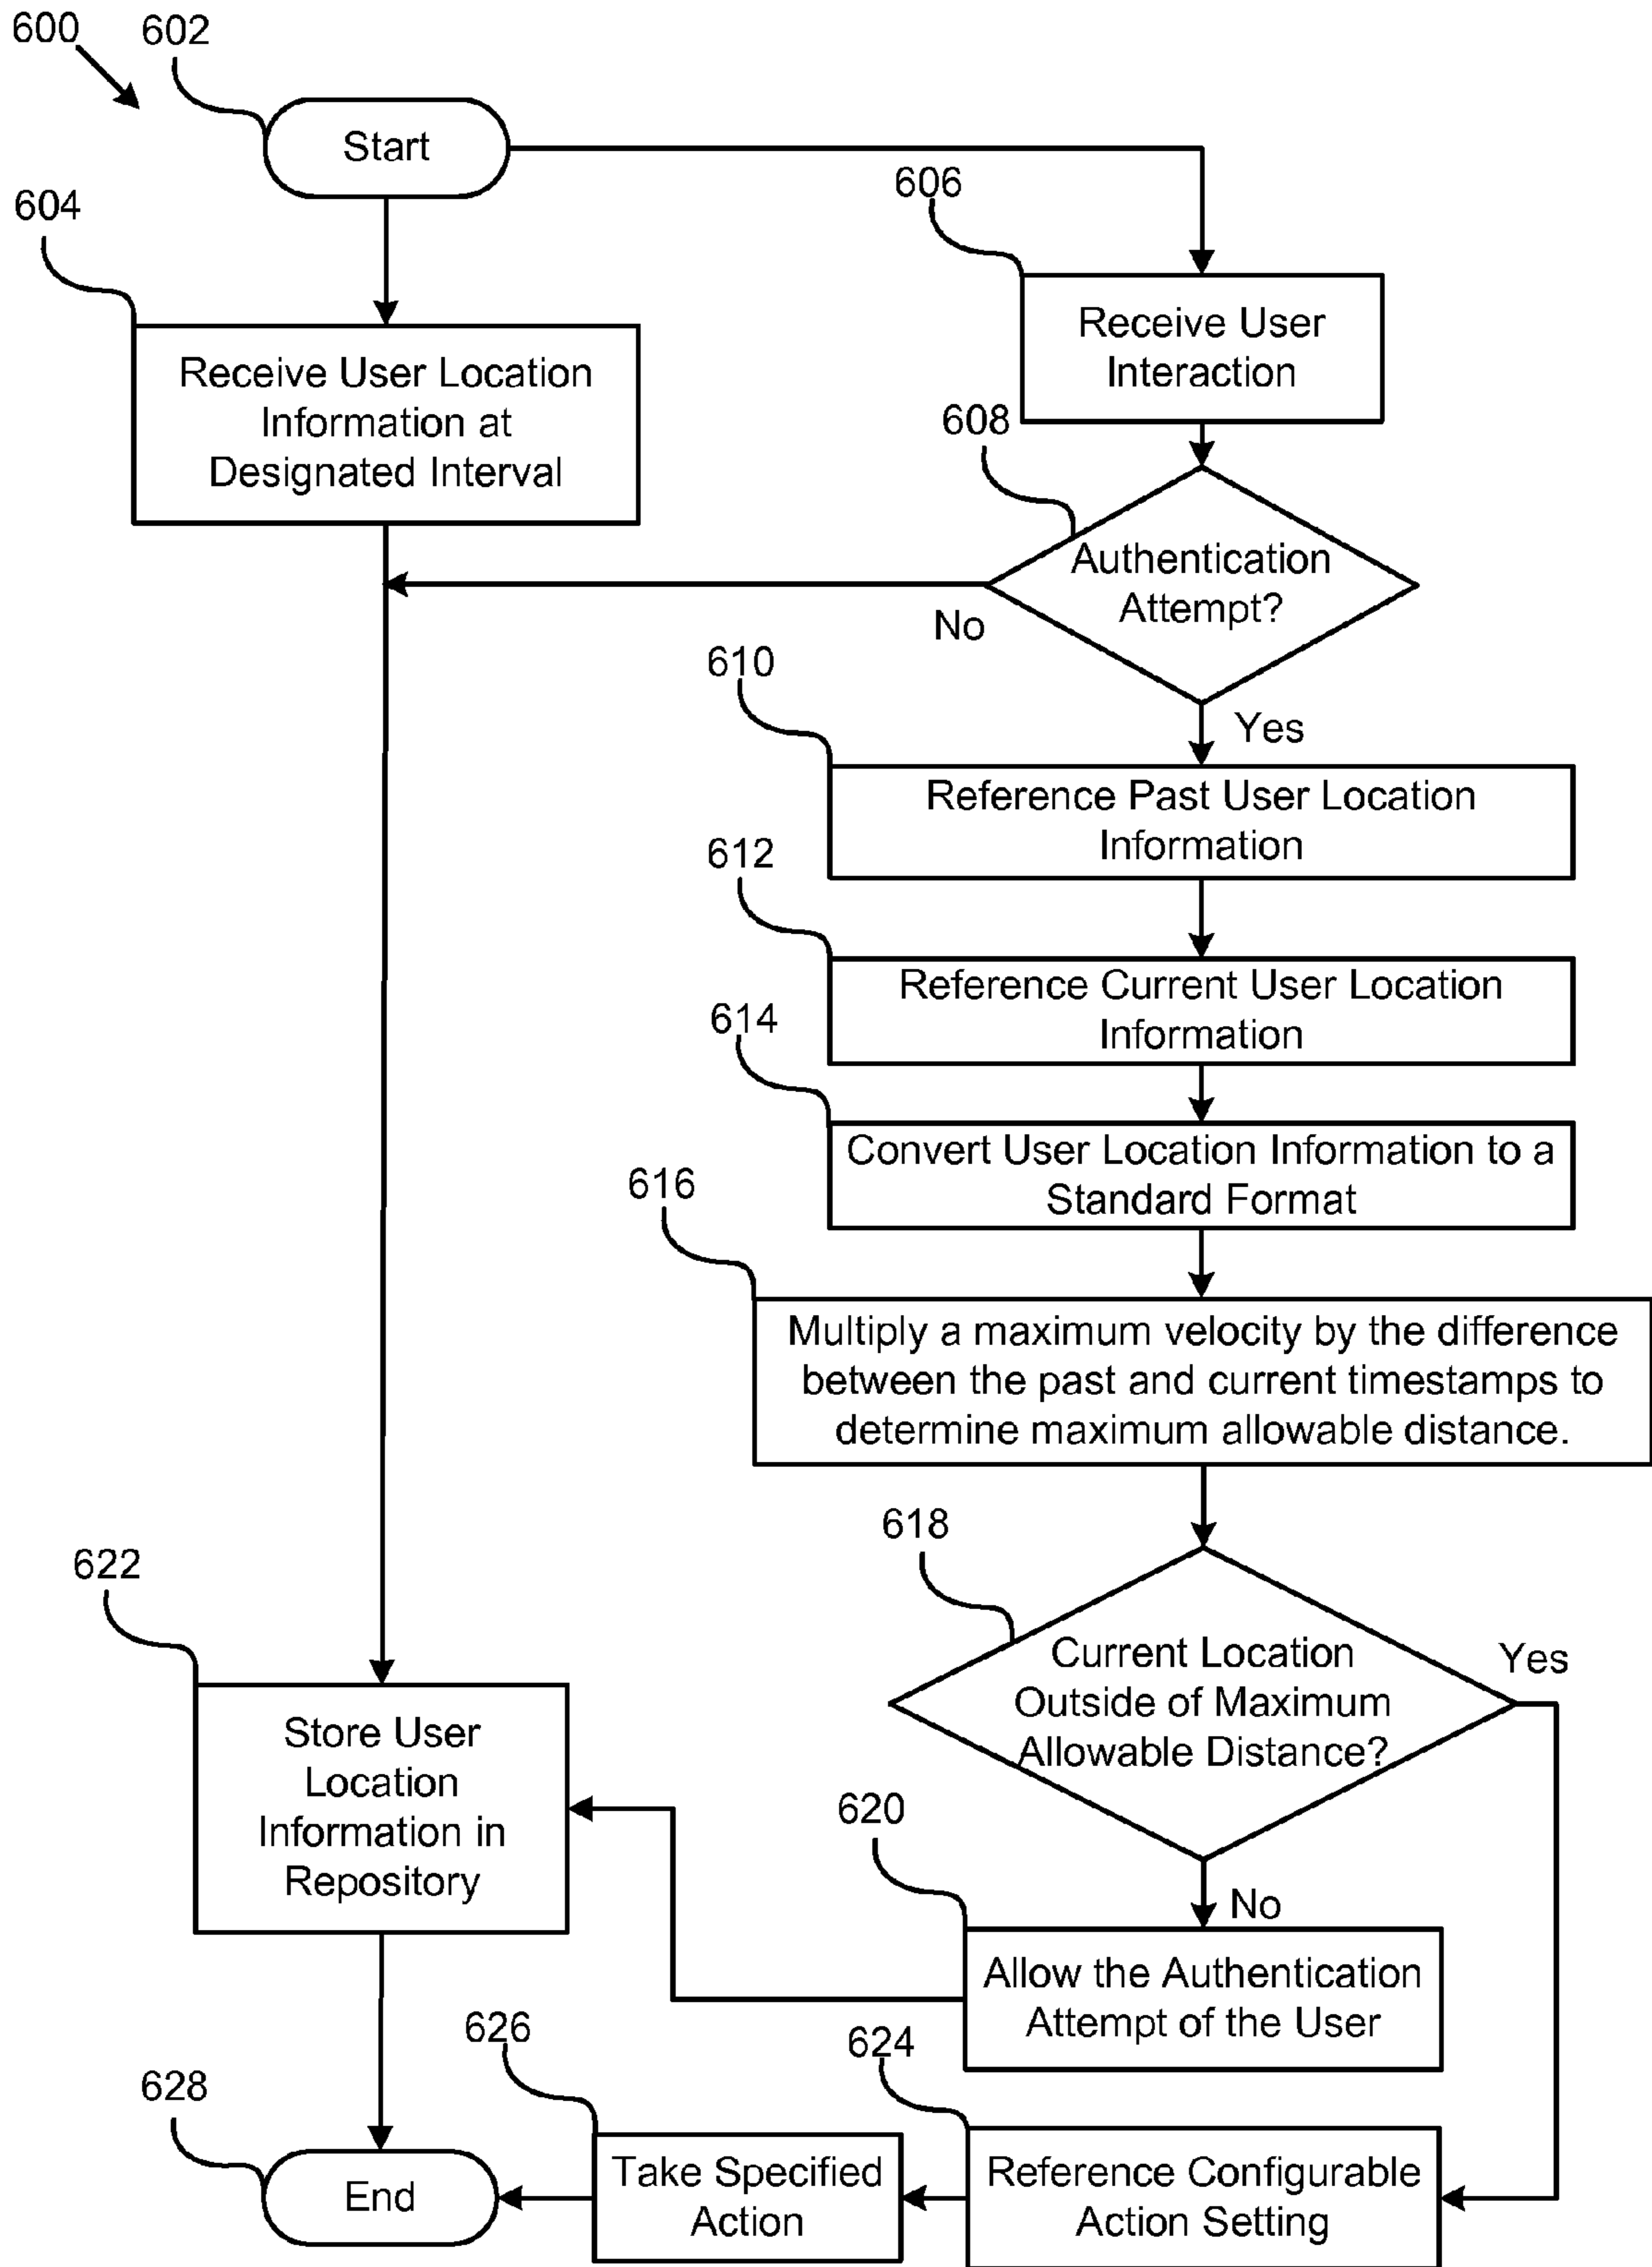 600
602
Start
604
606
Receive User Location
Information at
Designated Interval
Receive User
Interaction
608
Authentication
Attempt?
No
Yes
610
Reference Past User Location
Information
612
Reference Current User Location
Information
614
Convert User Location Information to a
Standard Format
616
Multiply a maximum velocity by the difference
between the past and current timestamps to
determine maximum allowable distance.
618
Current Location
Outside of Maximum
Allowable Distance?
Yes
No
622
Store User
Location
Information in
Repository
620
Allow the Authentication
Attempt of the User
624
Reference Configurable
Action Setting
626
Take Specified
Action
628
End